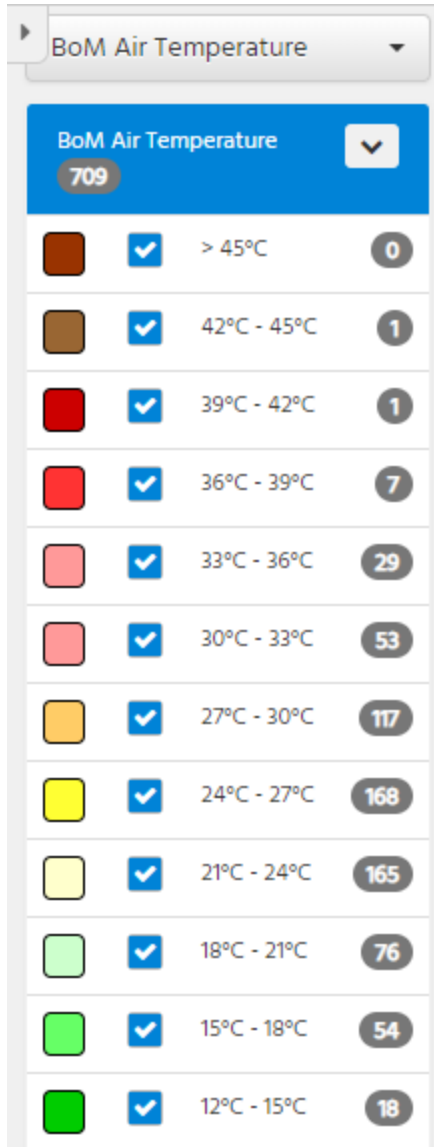 BoM Air Temperature
BoM Air Temperature
709
> 45°C 0
42°C - 45°C 1
39°C - 42°C 1
36°C - 39°C 7
33°C - 36°C 29
30°C - 33°C 53
27°C - 30°C 117
24°C - 27°C 168
21°C - 24°C 165
18°C - 21°C 76
15°C - 18°C 54
12°C - 15°C 18